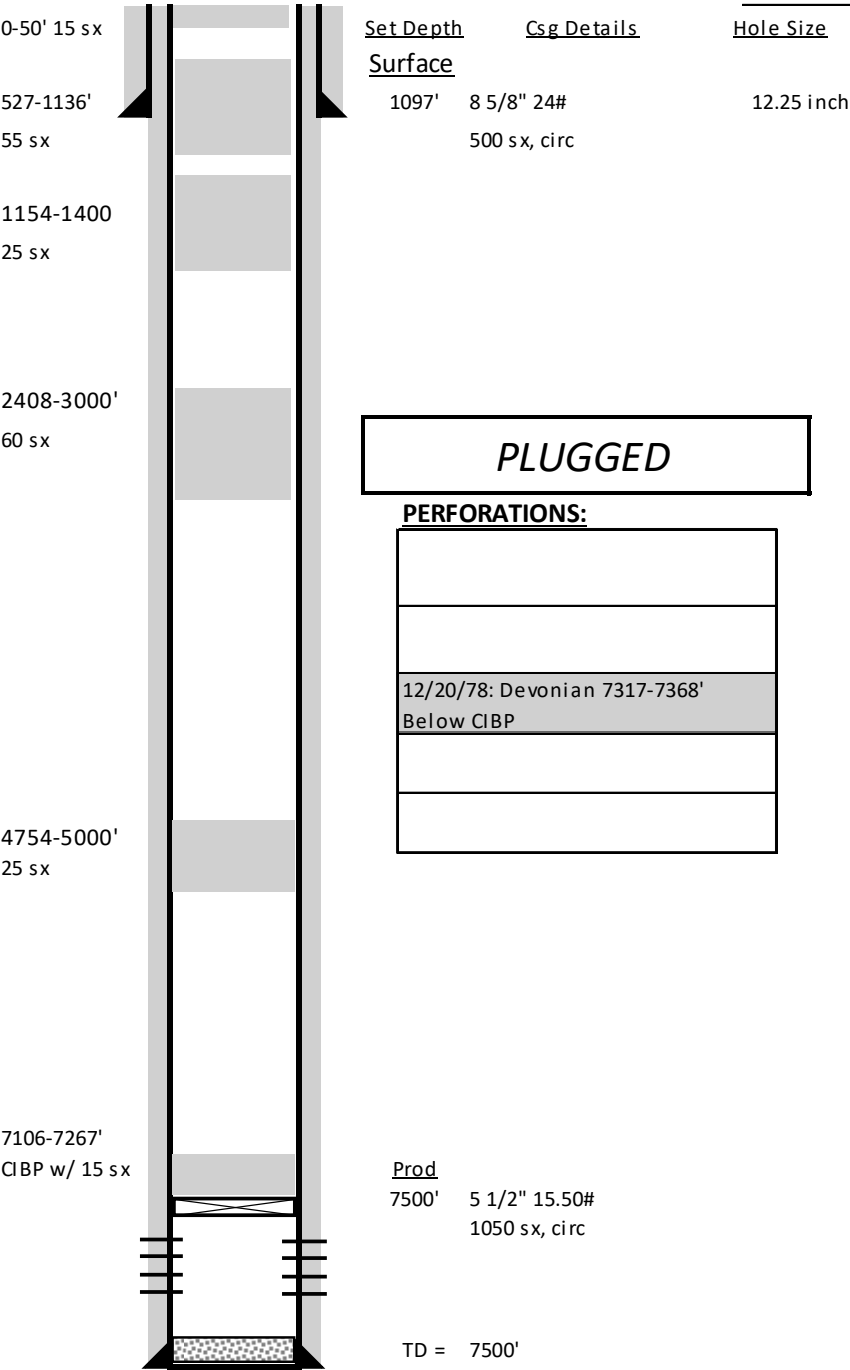 0-50' 15 sx
Set Depth Csg Details Hole Size
Surface
527-1136' 1097' 8 5/8" 24# 12.25 inch
55 sx 500 sx, circ
1154-1400
25 sx
2408-3000'
60 sx
PLUGGED
PERFORATIONS:
12/20/78: Devonian 7317-7368'
Below CIBP
4754-5000'
25 sx
7106-7267'
CIBP w/ 15 sx Prod
7500' 5 1/2" 15.50#
1050 sx, circ
TD = 7500'